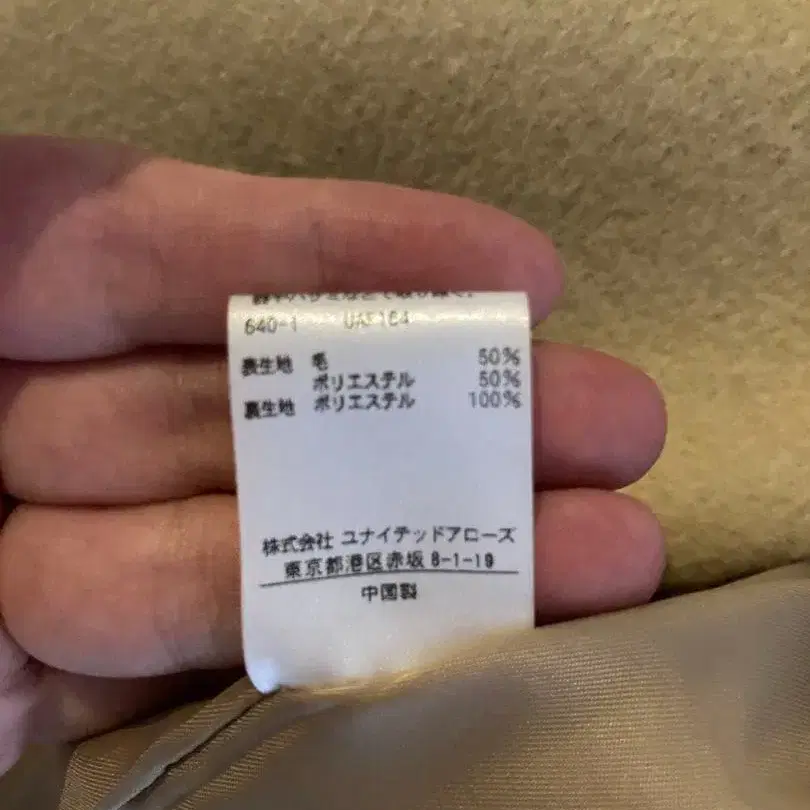 640-1
表生地 毛 50%
ポリエステル 50%
裏生地 ポリエステル 100%
株式会社 ユナイテッドアローズ
東京都港区赤坂 8-1-19
中国製